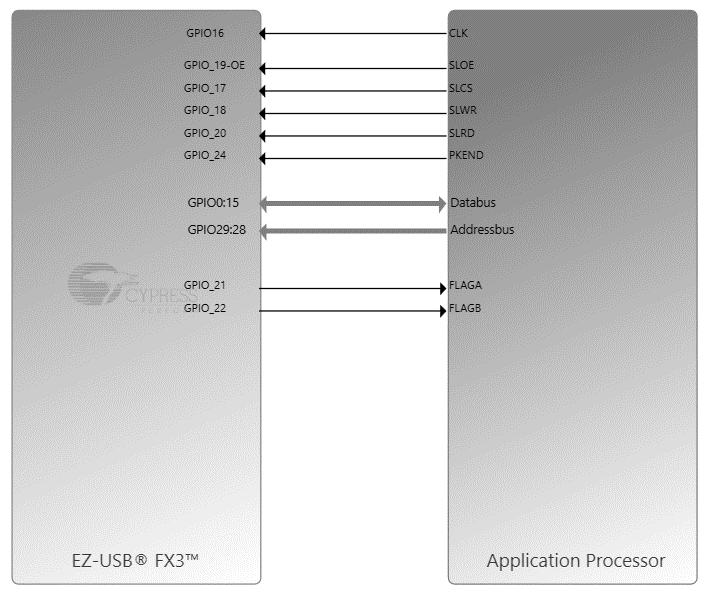 GPIO16 CLK
GPIO_19-OE SLOE
GPIO_17 SLCS
GPIO_18 SLWR
GPIO_20 SLRD
GPIO_24 PKEND
GPIO0:15 Databus
GPIO29:28 Addressbus
GPIO_21 FLAGA
CYPRESS
GPIO_22 FLAGB
EZ-USB® FX3™ Application Processor